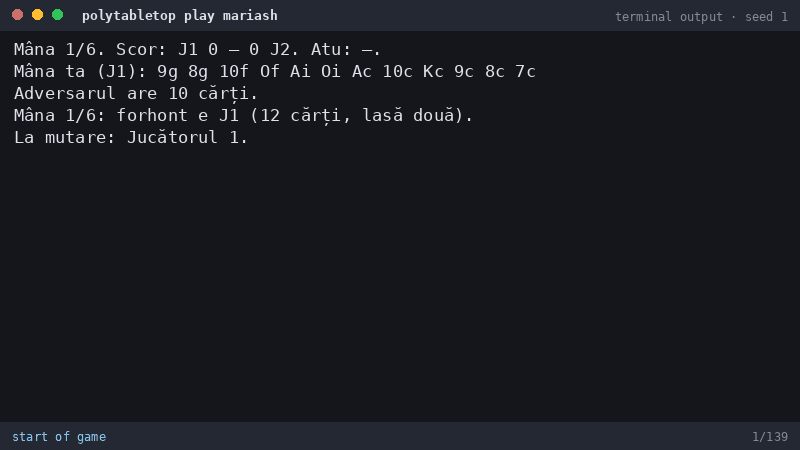 polytabletop play mariash
terminal output · seed 1
Mâna 1/6. Scor: J1 0 – 0 J2. Atu: —.
Mâna ta (J1): 9g 8g 10f Of Ai Oi Ac 10c Kc 9c 8c 7c
Adversarul are 10 cărți.
Mâna 1/6: forhont e J1 (12 cărți, lasă două).
La mutare: Jucătorul 1.
start of game
1/139